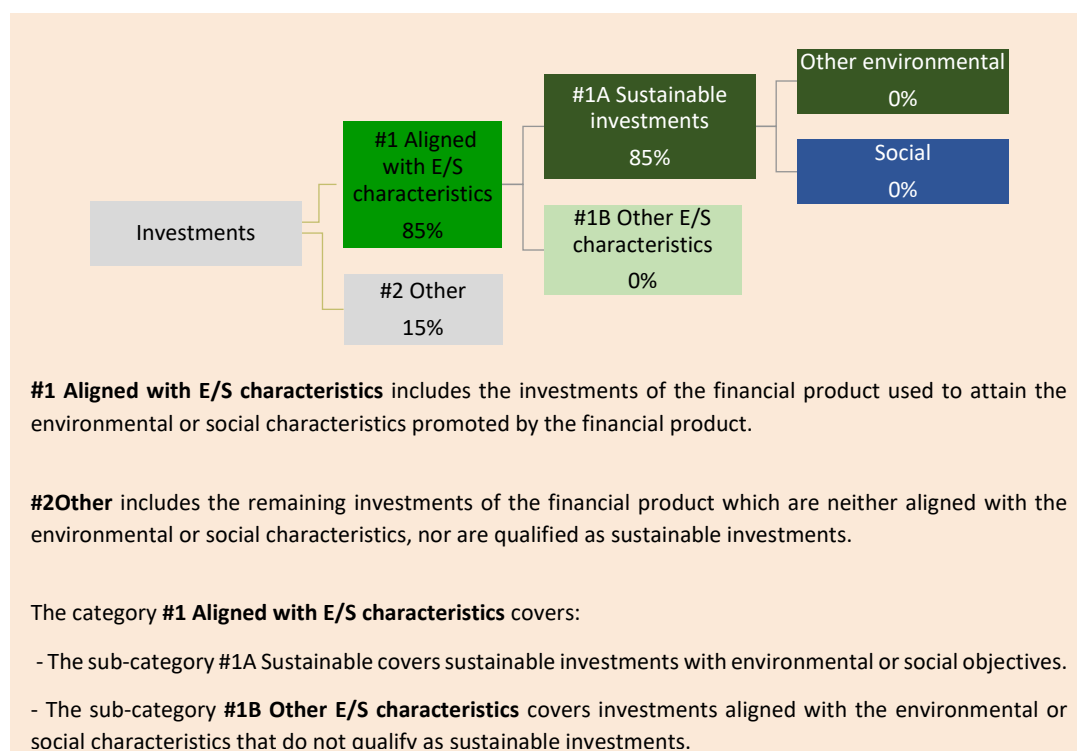 Other environmental
0%
#1A Sustainable
investments
85%
#1 Aligned
with E/S
characteristics
85%
Social
0%
Investments
#1B Other E/S
characteristics
0%
#2 Other
15%
#1 Aligned with E/S characteristics includes the investments of the financial product used to attain the
environmental or social characteristics promoted by the financial product.
#2Other includes the remaining investments of the financial product which are neither aligned with the
environmental or social characteristics, nor are qualified as sustainable investments.
The category #1 Aligned with E/S characteristics covers:
- The sub-category #1A Sustainable covers sustainable investments with environmental or social objectives.
- The sub-category #1B Other E/S characteristics covers investments aligned with the environmental or
social characteristics that do not qualify as sustainable investments.